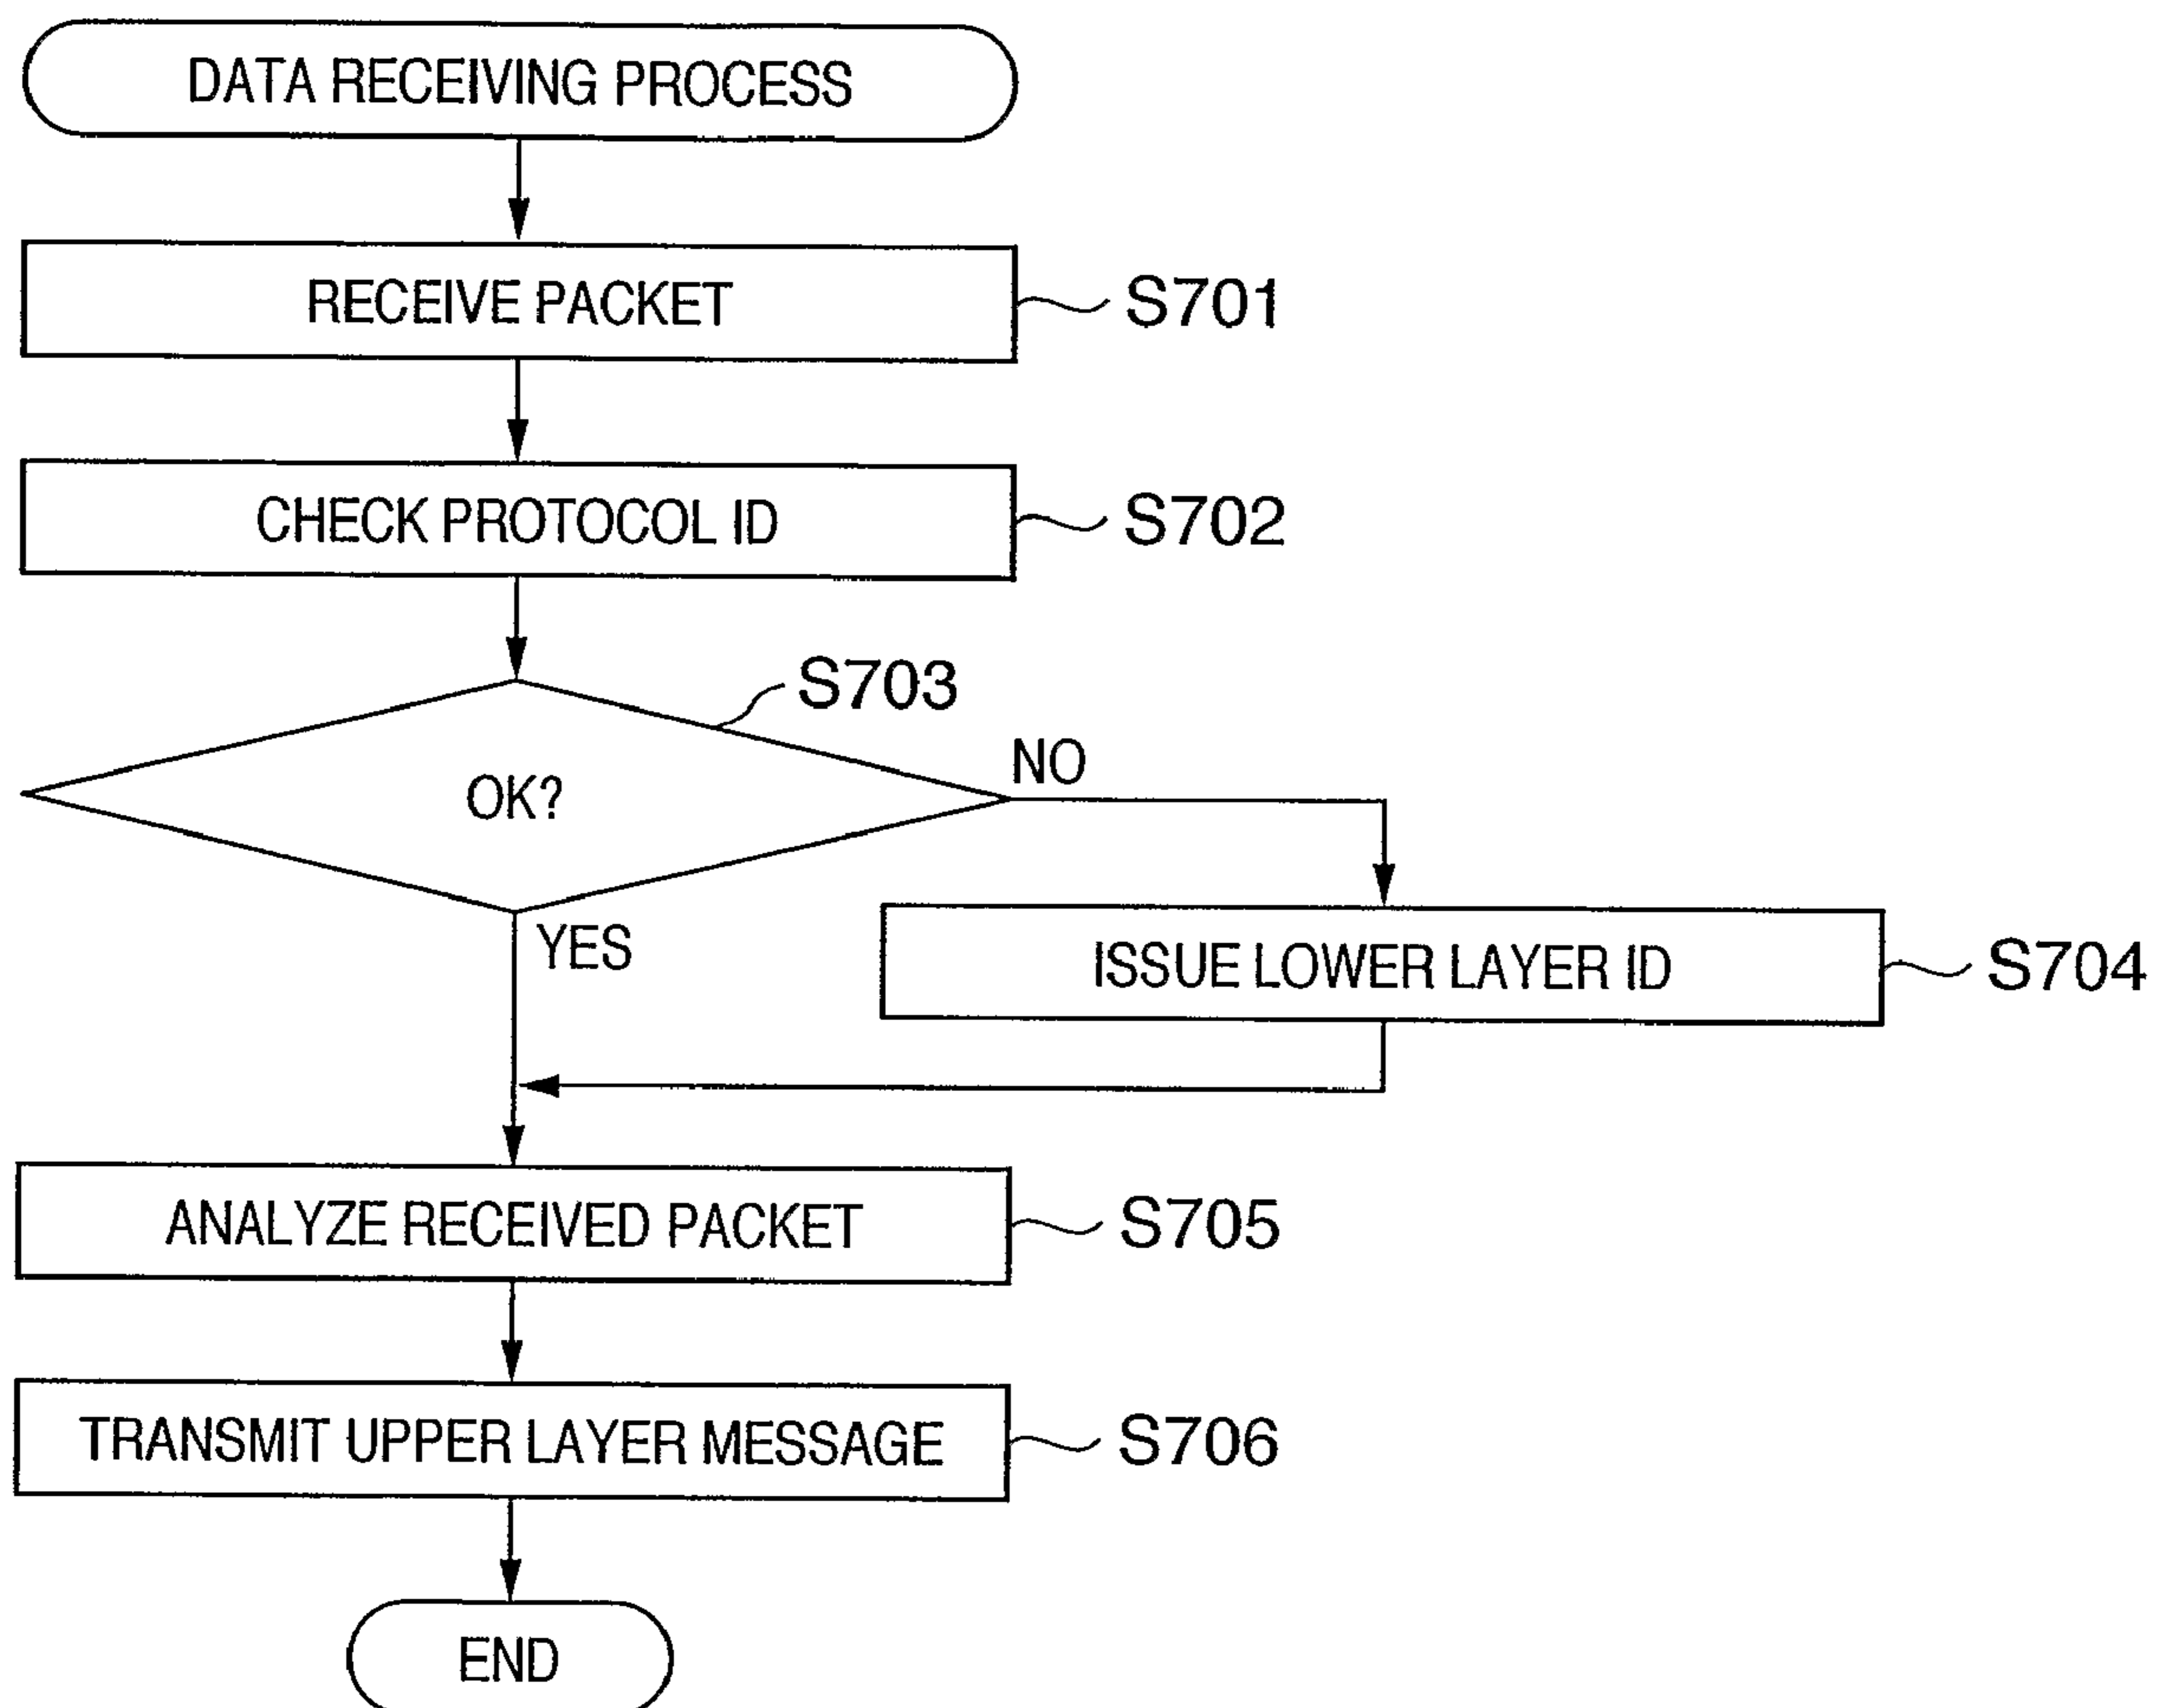 DATA RECEIVING PROCESS
RECEIVE PACKET
S701
CHECK PROTOCOL ID
S702
S703
OK?
NO
YES
ISSUE LOWER LAYER ID
S704
ANALYZE RECEIVED PACKET
S705
TRANSMIT UPPER LAYER MESSAGE
S706
END